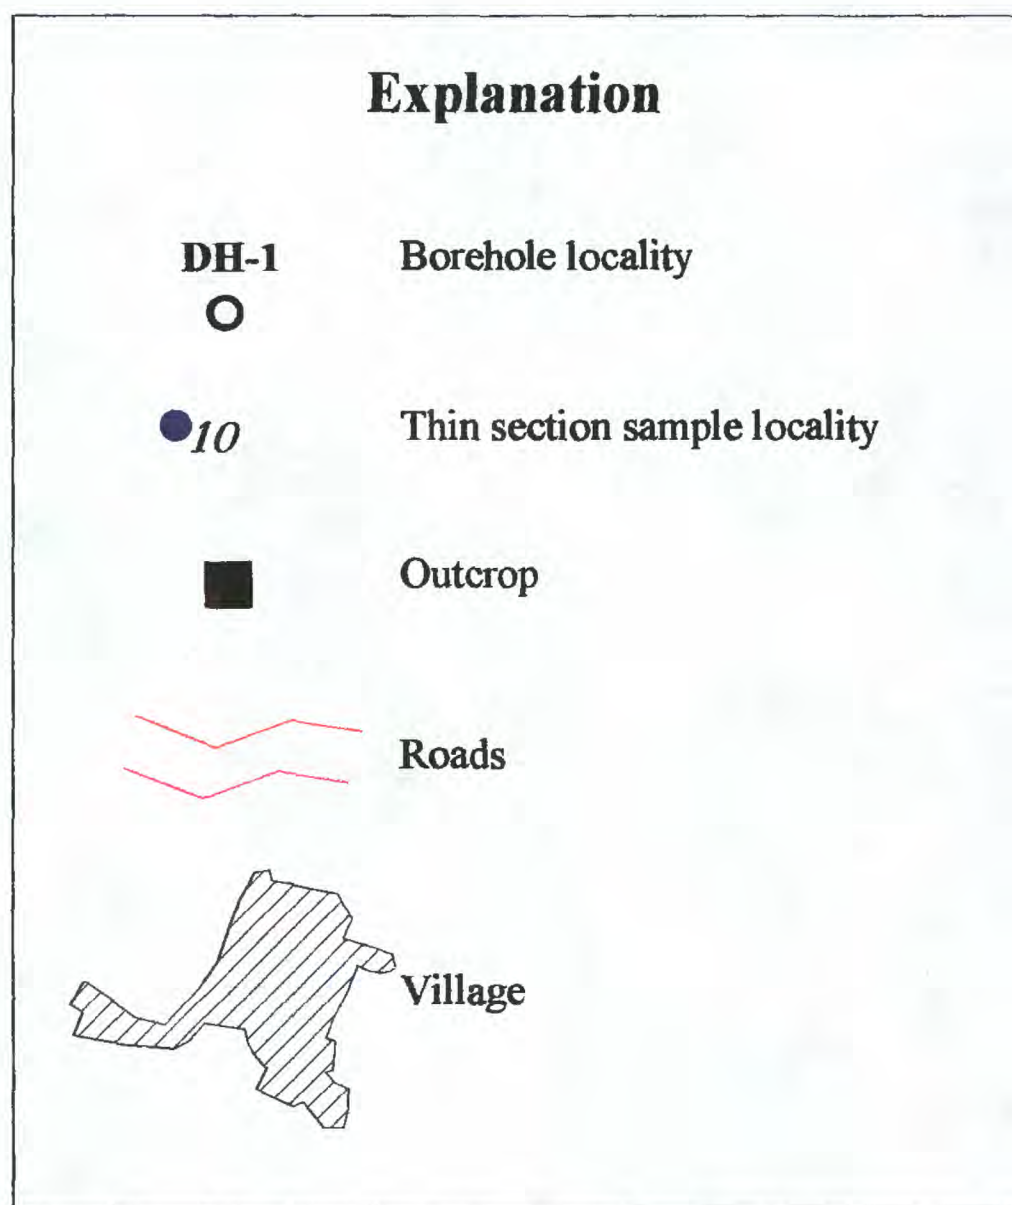 Explanation
DH-1 Borehole locality
10 Thin section sample locality
Outcrop
Roads
Village